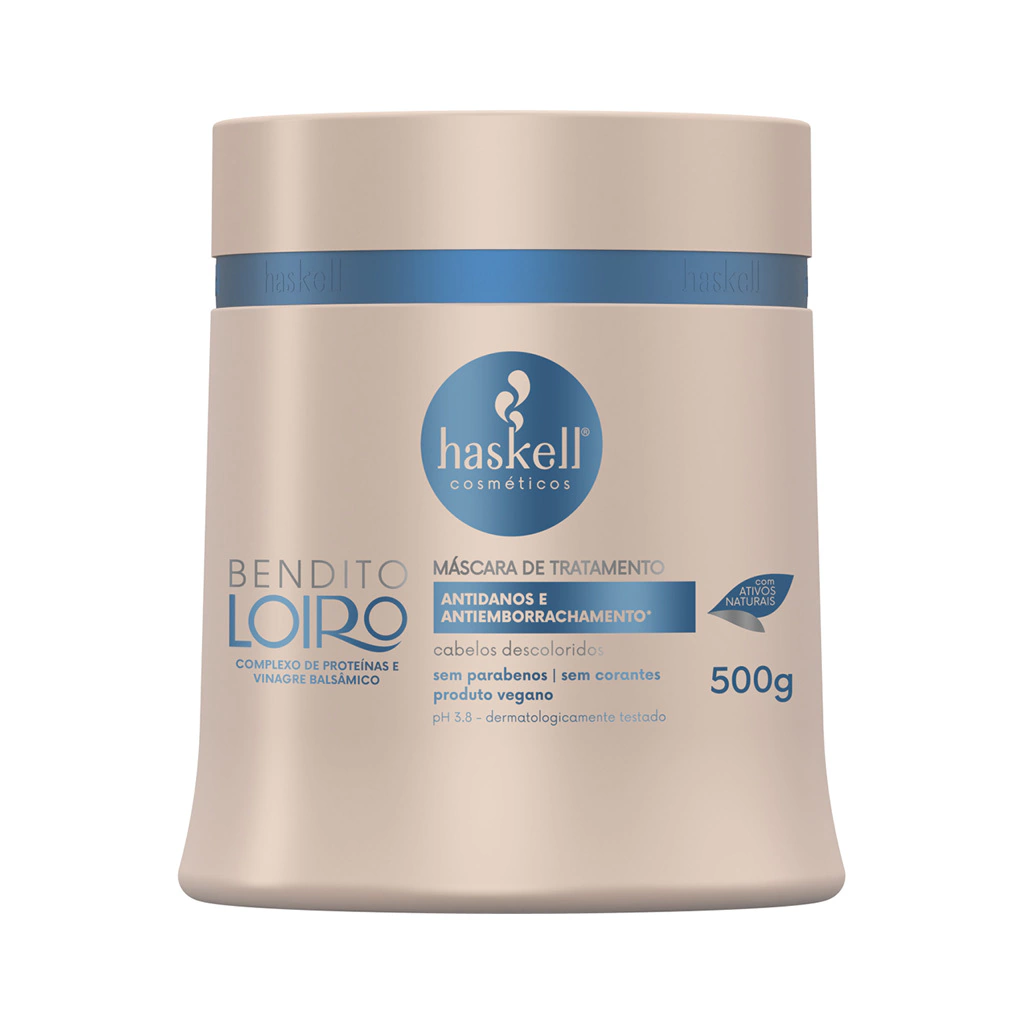 haskell haskell
haskell®
cosméticos
BENDITO
LOIRO
COMPLEXO DE PROTEÍNAS E
VINAGRE BALSÂMICO
MÁSCARA DE TRATAMENTO
ANTIDANOS E
ANTIEMBORRACHAMENTO*
cabelos descoloridos
sem parabenos | sem corantes
produto vegano
pH 3.8 - dermatologicamente testado
com
ATIVOS
NATURAIS
500g